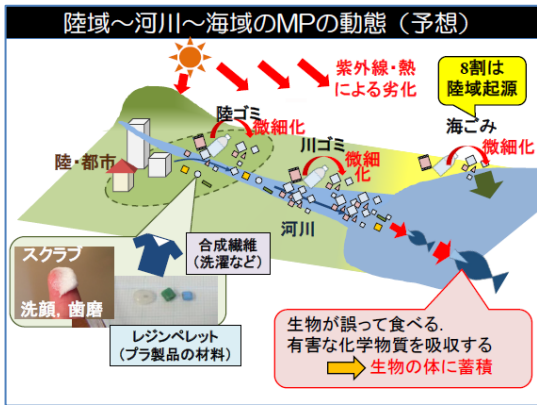 陸域~河川~海域のMPの動態(予想)
紫外線・熱
による劣化
8割は
陸域起源
陸ゴミ
微細化
川ゴミ
微細
化
海ごみ
微細化
陸・都市
河川
スクラブ
洗顔,歯磨
合成繊維
(洗濯など)
レジンペレット
(プラ製品の材料)
生物が誤って食べる.
有害な化学物質を吸収する
生物の体に蓄積